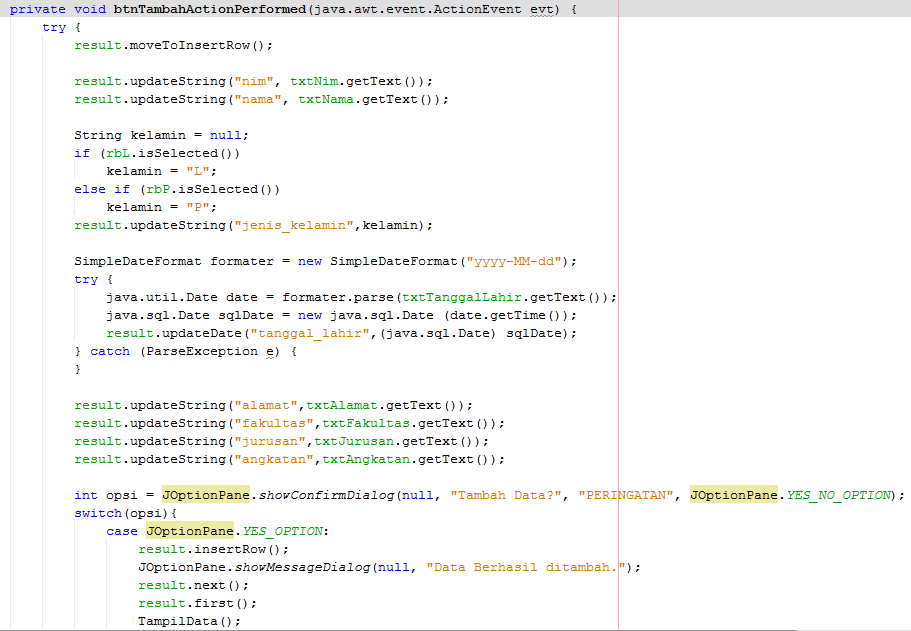 private void btnTambahActionPerformed(java.awt.event.ActionEvent evt) {
try {
result.moveToInsertRow();
result.updateString("nim", txtNim.getText());
result.updateString("nama", txtNama.getText());
String kelamin = null;
if (rbL.isSelected())
kelamin = "L";
else if (rbP.isSelected())
kelamin = "P";
result.updateString("jenis_kelamin",kelamin);
SimpleDateFormat formater = new SimpleDateFormat("yyyy-MM-dd");
try {
java.util.Date date = formater.parse(txtTanggalLahir.getText());
java.sql.Date sqlDate = new java.sql.Date (date.getTime());
result.updateDate("tanggal_lahir",(java.sql.Date) sqlDate);
} catch (ParseException e) {
}
result.updateString("alamat",txtAlamat.getText());
result.updateString("fakultas",txtFakultas.getText());
result.updateString("jurusan",txtJurusan.getText());
result.updateString("angkatan",txtAngkatan.getText());
int opsi = JOptionPane.showConfirmDialog(null, "Tambah Data?", "PERINGATAN", JOptionPane.YES_NO_OPTION);
switch(opsi){
case JOptionPane.YES_OPTION:
result.insertRow();
JOptionPane.showMessageDialog(null, "Data Berhasil ditambah.");
result.next();
result.first();
TampilData();